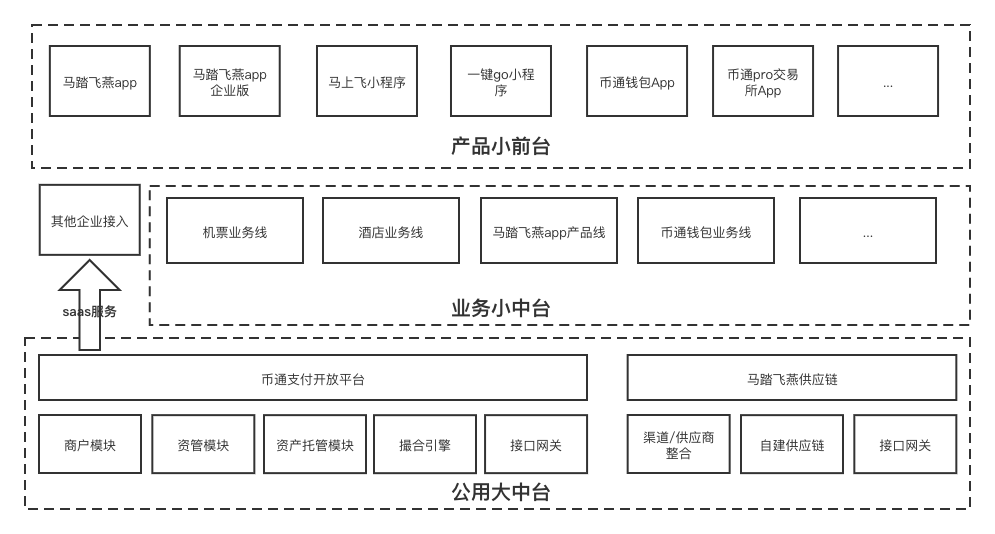 马踏飞燕app
马踏飞燕app
企业版
马上飞小程序
一键go小程
序
币通钱包App
币通pro交易
所App
...
产品小前台
其他企业接入
saas服务
机票业务线
酒店业务线
马踏飞燕app产品线
币通钱包业务线
...
业务小中台
币通支付开放平台
马踏飞燕供应链
商户模块
资管模块
资产托管模块
撮合引擎
接口网关
渠道/供应商
整合
自建供应链
接口网关
公用大中台